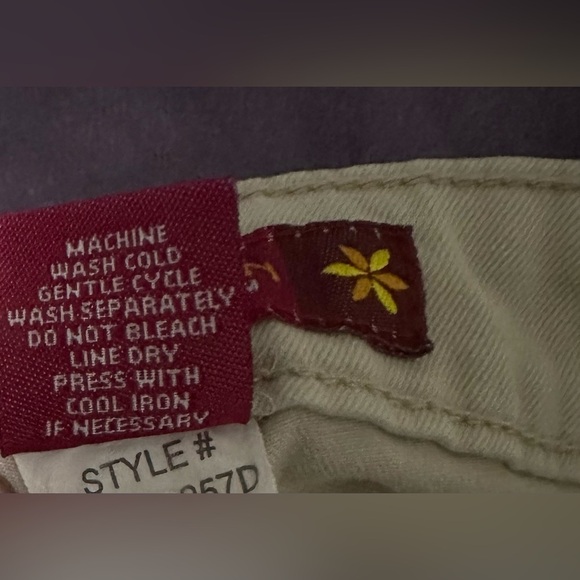 MACHINE
WASH COLD
GENTLE CYCLE
WASH SEPARATELY
DO NOT BLEACH
LINE DRY
PRESS WITH
COOL IRON
IF NECESSARY
STYLE #
857D